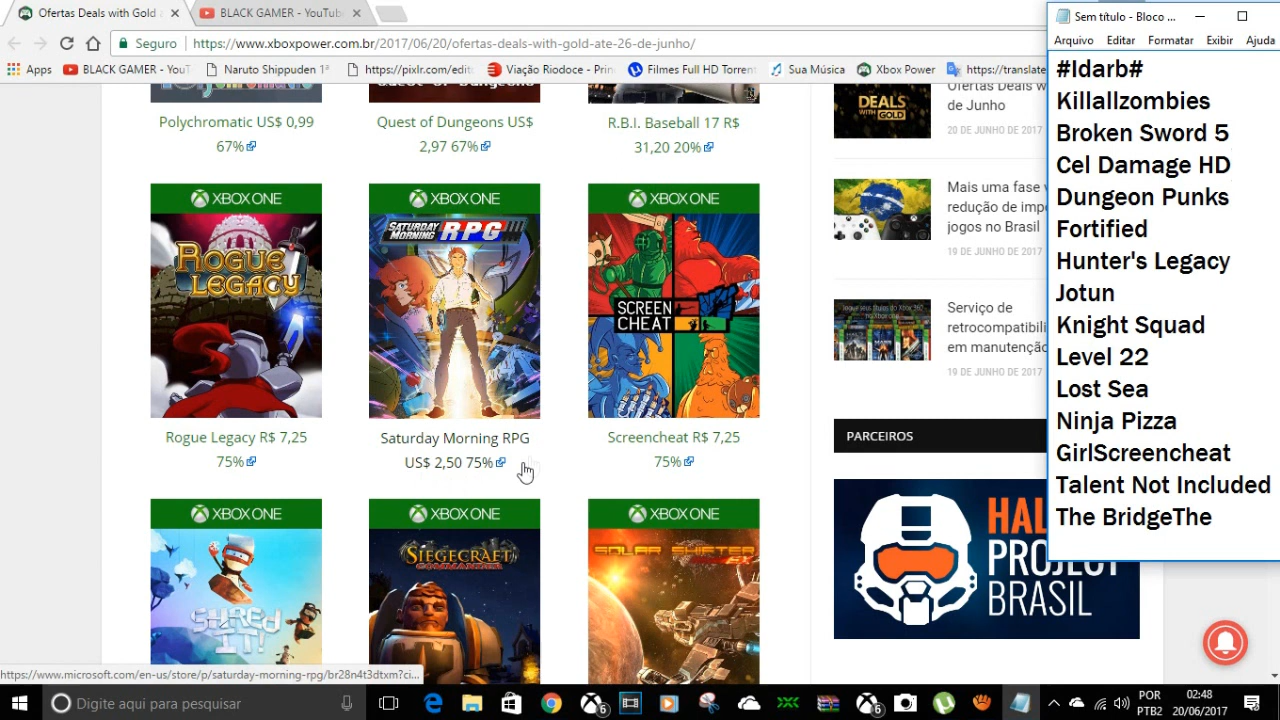 Ofertas Deals with Gold a
BLACK GAMER - YouTube
Seguro
https://www.xboxpower.com.br/2017/06/20/ofertas-deals-with-gold-ate-26-de-junho/
Apps
BLACK GAMER - YouT
Naruto Shippuden 1ª
https://pixlr.com/edit
Viação Riodoce - Prin
Filmes Full HD Torrent
Sua Música
Xbox Power
https://translate
Polychromatic US$ 0,99
67%
Quest of Dungeons US$
2,97 67%
R.B.I. Baseball 17 R$
31,20 20%
XBOX ONE
ROGUE
LEGACY
Rogue Legacy R$ 7,25
75%
XBOX ONE
SATURDAY
MORNING
RPG
Saturday Morning RPG
US$ 2,50 75%
XBOX ONE
SCREEN
CHEAT
Screencheat R$ 7,25
75%
XBOX ONE
SHRED
IT!
XBOX ONE
SIEGECRAFT
COMMANDER
XBOX ONE
SOLAR SHIFTER
DEALS
WITH GOLD
Ofertas Deals w
de Junho
20 DE JUNHO DE 2017
Mais uma fase v
redução de impo
jogos no Brasil
19 DE JUNHO DE 2017
Serviço de
retrocompatibili
em manutenção
19 DE JUNHO DE 2017
PARCEIROS
HAL
PROJECT
BRASIL
Sem título - Bloco ...
Arquivo Editar Formatar Exibir Ajuda
#Idarb#
Killallzombies
Broken Sword 5
Cel Damage HD
Dungeon Punks
Fortified
Hunter's Legacy
Jotun
Knight Squad
Level 22
Lost Sea
Ninja Pizza
GirlScreencheat
Talent Not Included
The BridgeThe
https://www.microsoft.com/en-us/store/p/saturday-morning-rpg/br28n4t3dtxm?ci...
Digite aqui para pesquisar
6
6
POR
PTB2
02:48
20/06/2017